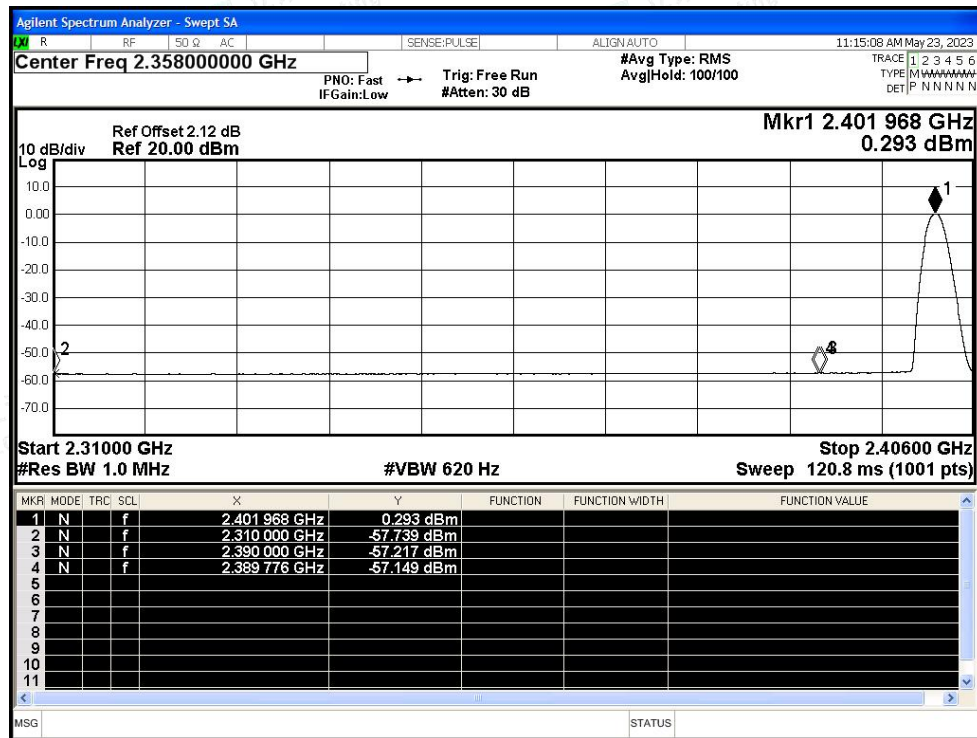 Agilent Spectrum Analyzer - Swept SA
LXI R RF 50 Ω AC SENSE:PULSE ALIGN AUTO 11:15:08 AM May 23, 2023
Center Freq 2.358000000 GHz #Avg Type: RMS TRACE 1 2 3 4 5 6
PNO: Fast Trig: Free Run Avg|Hold: 100/100 TYPE M
IFGain:Low #Atten: 30 dB DET P N N N N N
Mkr1 2.401 968 GHz
Ref Offset 2.12 dB
10 dB/div Ref 20.00 dBm 0.293 dBm
Log
10.0
1
0.00
-10.0
-20.0
-30.0
-40.0
-50.0
2
4
-60.0
-70.0
Start 2.31000 GHz Stop 2.40600 GHz
#Res BW 1.0 MHz #VBW 620 Hz Sweep 120.8 ms (1001 pts)
MKR MODE TRC SCL X Y FUNCTION FUNCTION WIDTH FUNCTION VALUE
1 N f 2.401 968 GHz 0.293 dBm
2 N f 2.310 000 GHz -57.739 dBm
3 N f 2.390 000 GHz -57.217 dBm
4 N f 2.389 776 GHz -57.149 dBm
5
6
7
8
9
10
11
MSG STATUS